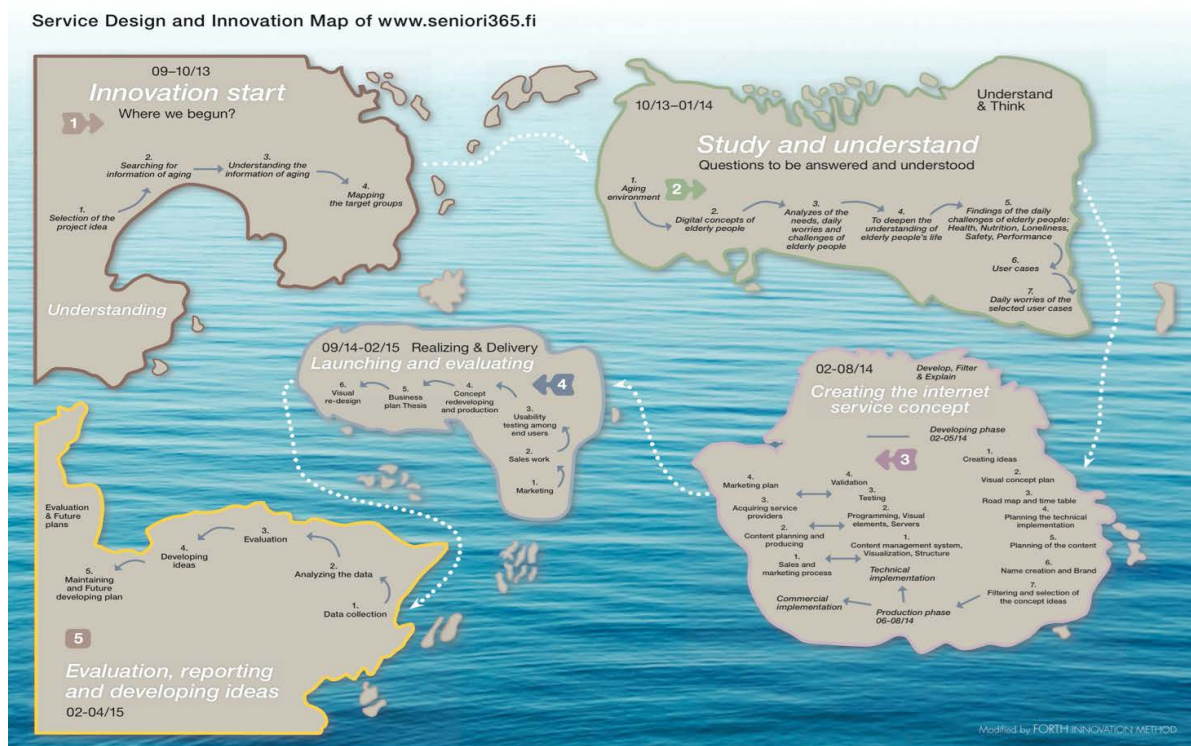 Service Design and Innovation Map of www.seniori365.fi
09–10/13
Innovation start
Where we begun?
1
1.
Selection of the
project idea
2.
Searching for
information of aging
3.
Understanding the
information of aging
4.
Mapping
the target groups
Understanding
10/13–01/14
Understand
& Think
Study and understand
Questions to be answered and understood
2
1.
Aging
environment
2.
Digital concepts of
elderly people
3.
Analyzes of the
needs, daily
worries and
challenges of
elderly people
4.
To deepen the
understanding of
elderly people's life
5.
Findings of the daily
challenges of elderly people:
Health, Nutrition, Loneliness,
Safety, Performance
6.
User cases
7.
Daily worries of the
selected user cases
02-08/14
Develop, Filter
& Explain
Creating the internet
service concept
Developing phase
02-05/14
3
1.
Creating ideas
2.
Visual concept plan
3.
Road map and time table
4.
Planning the technical
implementation
5.
Planning of the content
6.
Name creation and Brand
7.
Filtering and selection of
the concept ideas
Production phase
06-08/14
Technical
implementation
1.
Content management system,
Visualization, Structure
2.
Programming, Visual
elements, Servers
3.
Testing
4.
Validation
Commercial
implementation
1.
Sales and
marketing process
2.
Content planning and
producing
3.
Acquiring service
providers
4.
Marketing plan
09/14-02/15 Realizing & Delivery
Launching and evaluating
4
1.
Marketing
2.
Sales work
3.
Usability
testing among
end users
4.
Concept
redeveloping
and production
5.
Business
plan Thesis
6.
Visual
re-design
Evaluation
& Future
plans
1.
Data collection
2.
Analyzing the data
3.
Evaluation
4.
Developing
ideas
5.
Maintaining
and Future
developing plan
5
Evaluation, reporting
and developing ideas
02-04/15
Modified by FORTH INNOVATION METHOD